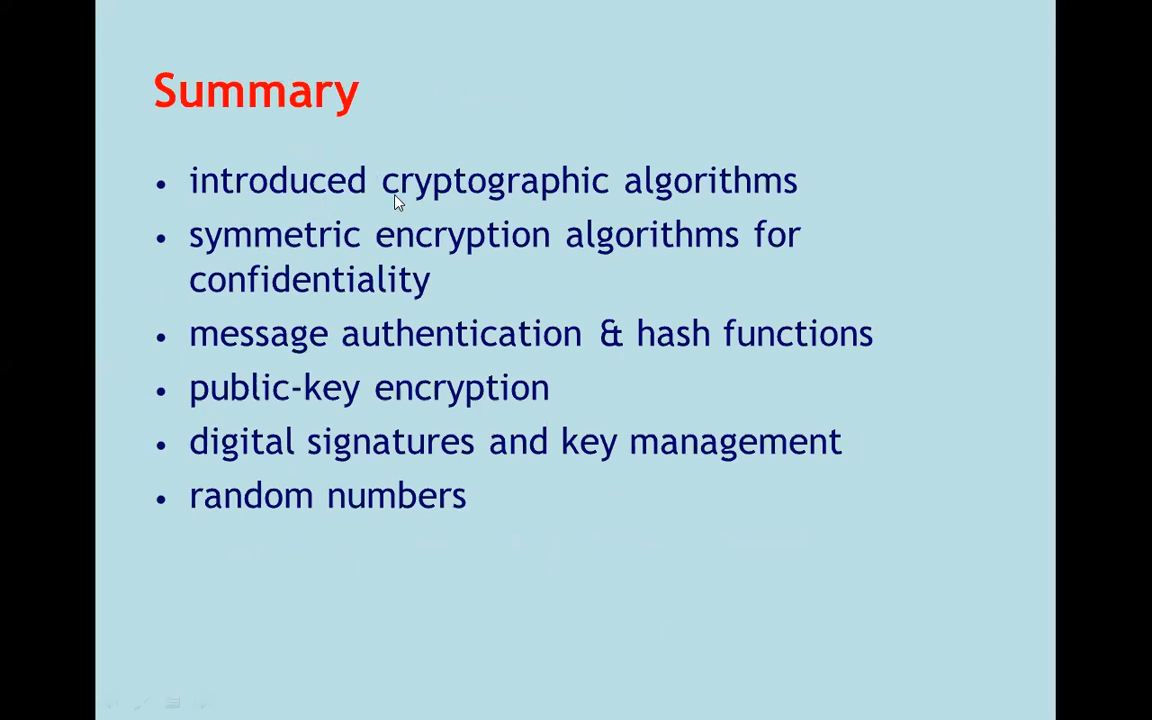 Summary
• introduced cryptographic algorithms
• symmetric encryption algorithms for
confidentiality
• message authentication & hash functions
• public-key encryption
• digital signatures and key management
• random numbers